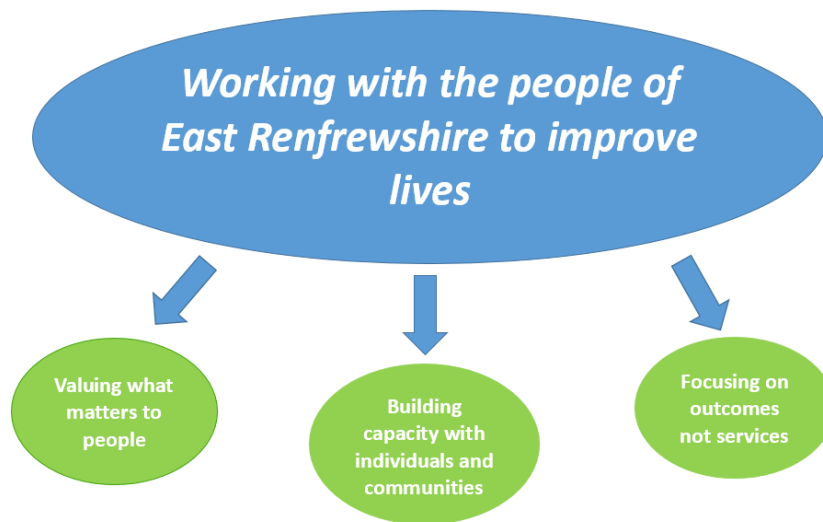 Working with the people of
East Renfrewshire to improve
lives
Valuing what
matters to
people
Building
capacity with
individuals and
communities
Focusing on
outcomes
not services